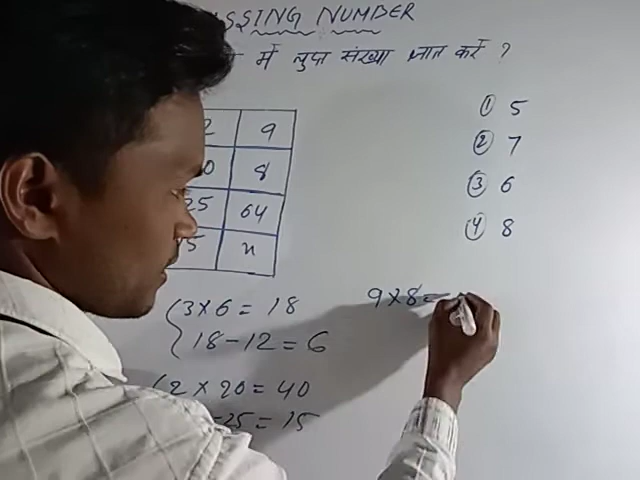 SSING NUMBER
में लुप्त संख्या ज्ञात करें ?
2 9
0 8
25 64
15 x
① 5
② 7
③ 6
④ 8
3 × 6 = 18
18 - 12 = 6
2 × 20 = 40
-25 = 15
9 × 8 =